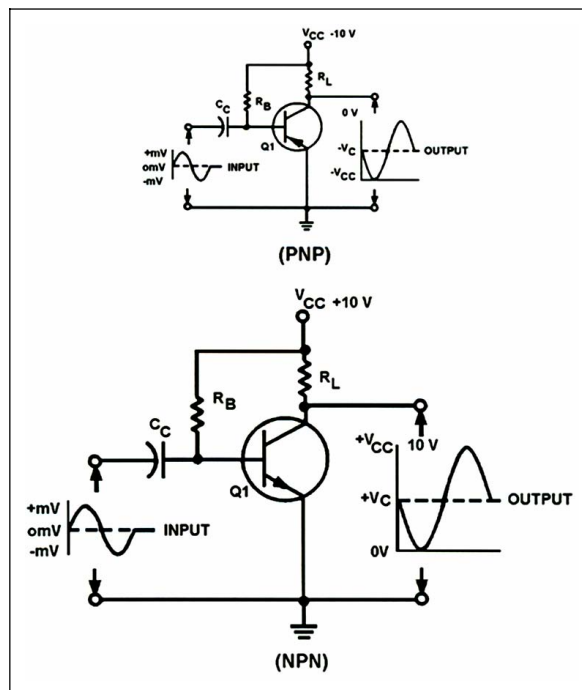 VCC -10 V
RL
CC
RB
Q1
0V
-VC
OUTPUT
-VCC
+mV
omV
-mV
INPUT
(PNP)
VCC +10 V
RL
RB
CC
Q1
+VCC
10 V
+VC
OUTPUT
0V
+mV
omV
-mV
INPUT
(NPN)